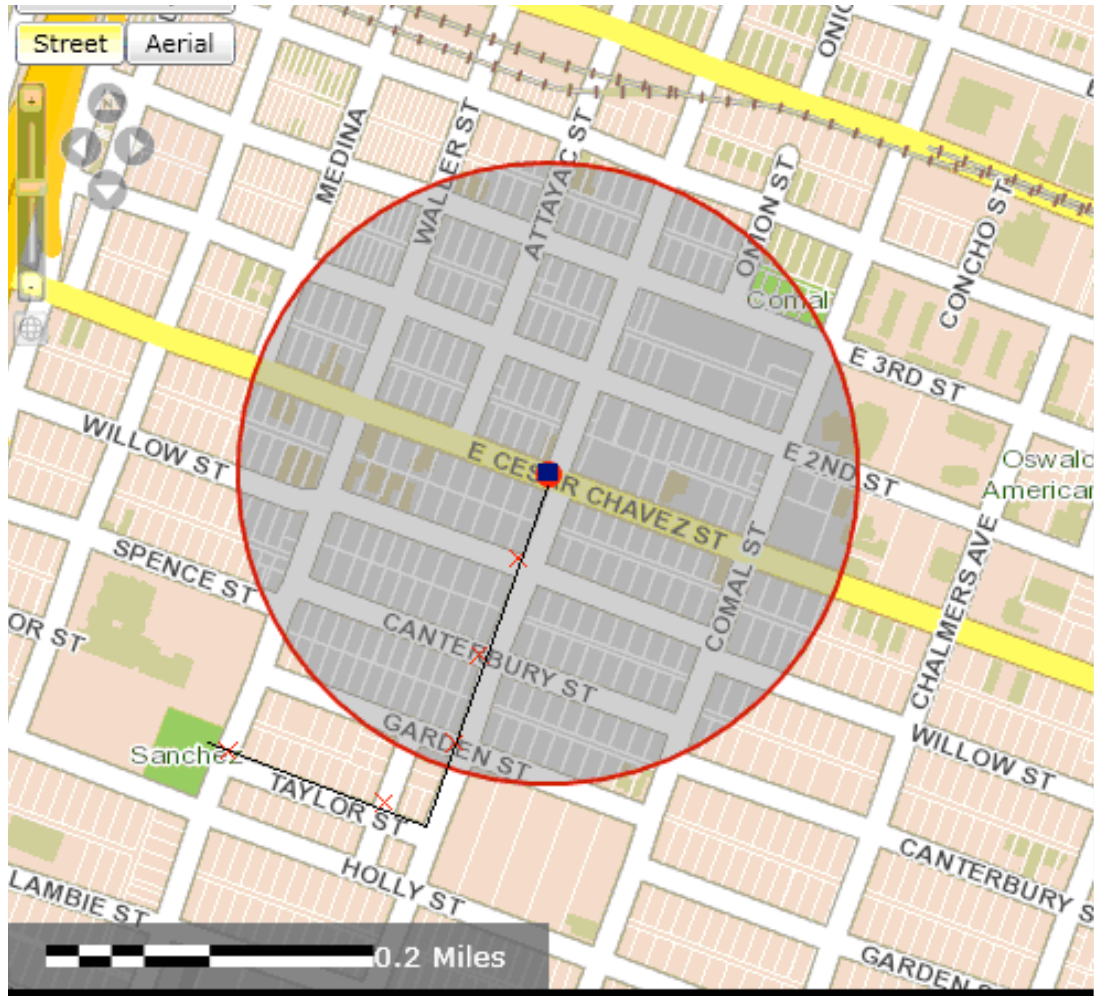 Street
Aerial
ONIO
MEDINA
WALLER ST
ATTAYAC ST
ONION ST
CONCHO ST
Comal
E 3RD ST
WILLOW ST
E CESAR CHAVEZ ST
E 2ND ST
Oswald
American
SPENCE ST
COMAL ST
CHALMERS AVE
OR ST
CANTERBURY ST
GARDEN ST
Sanchez
WILLOW ST
TAYLOR ST
HOLLY ST
CANTERBURY S
LAMBIE ST
0.2 Miles
GARDEN S